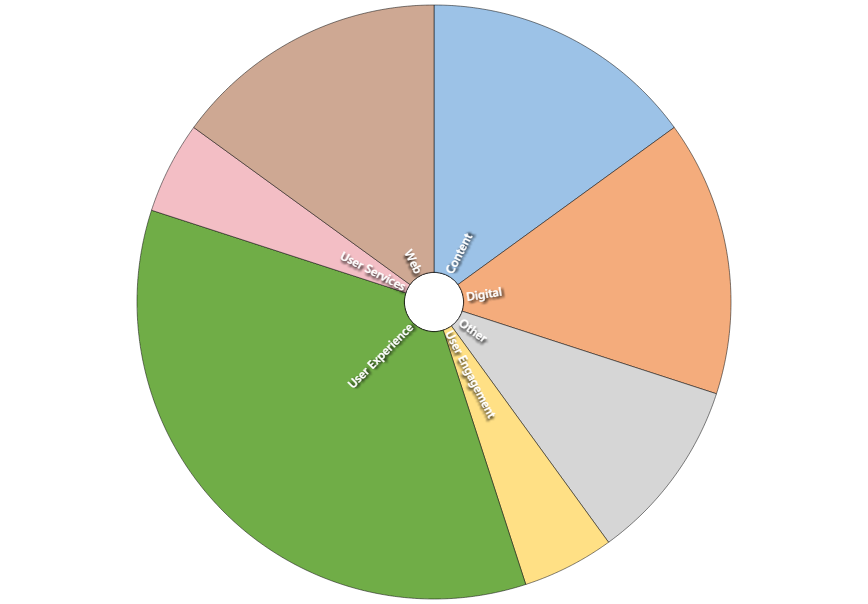 Content
Digital
Other
User Engagement
User Experience
User Services
Web